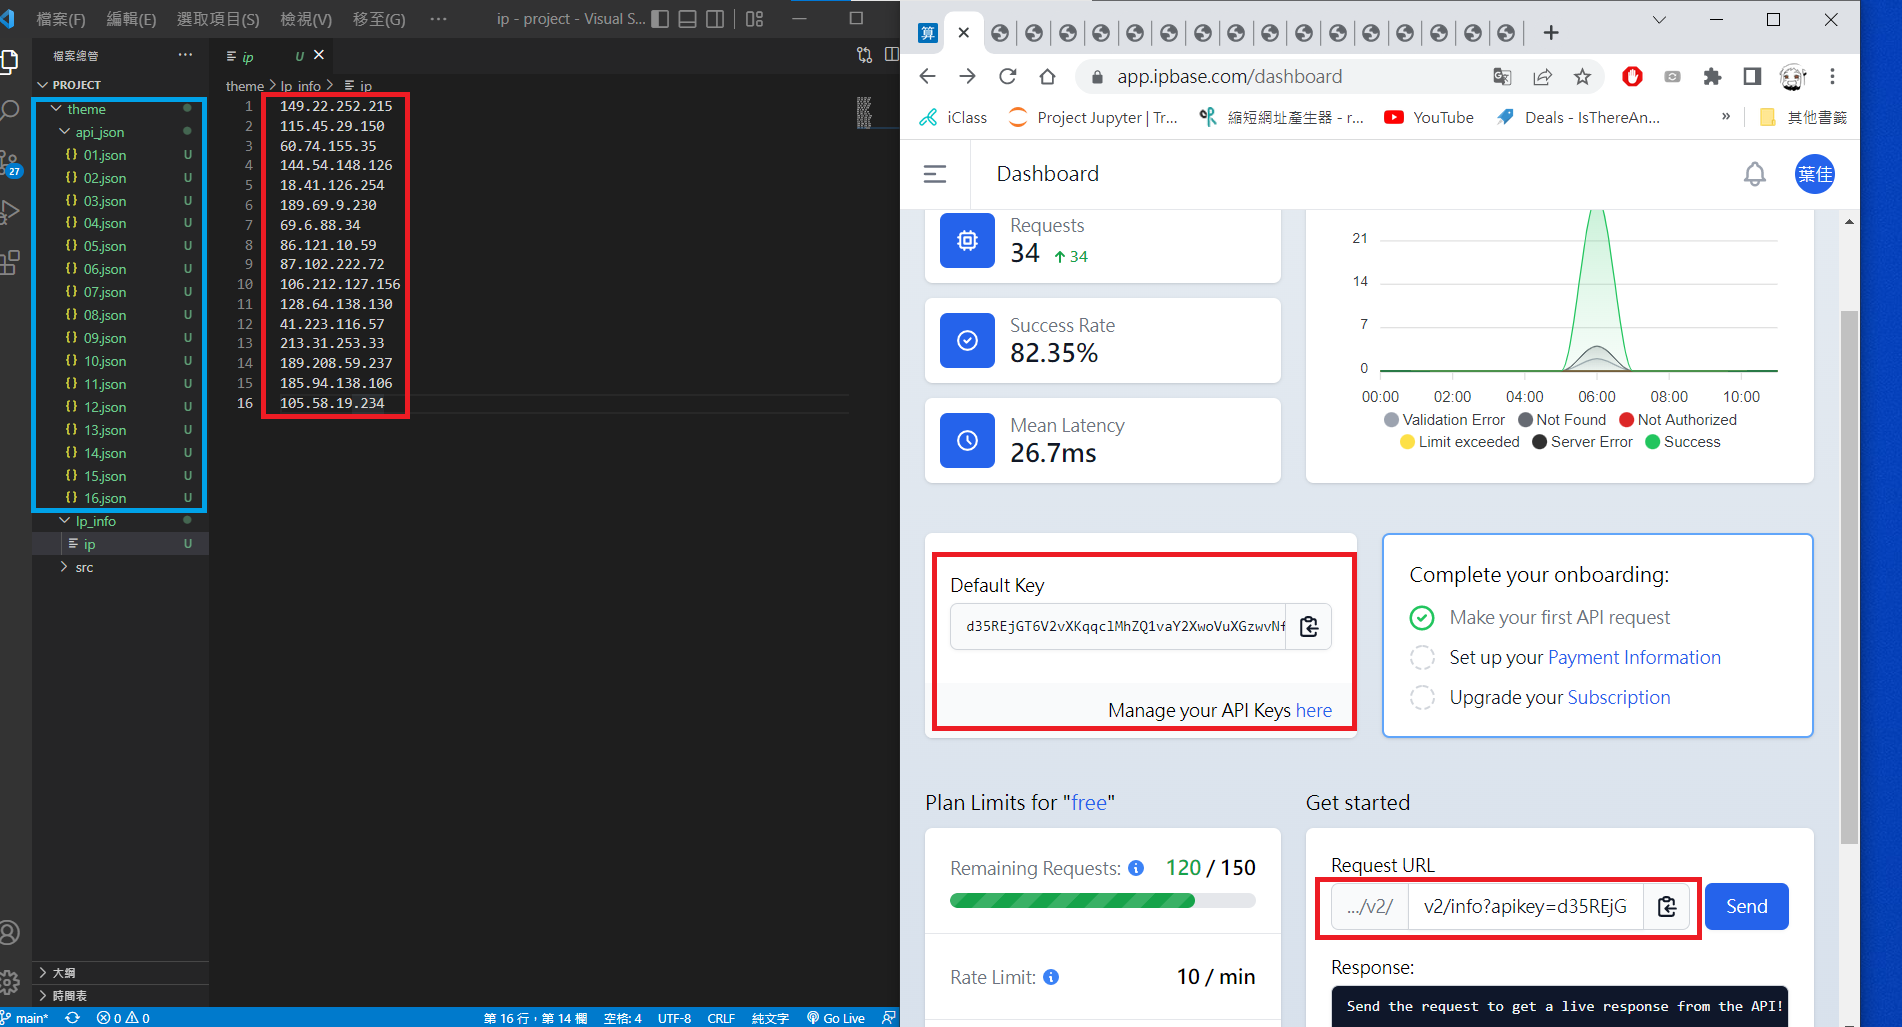 檔案(F) 編輯(E) 選取項目(S) 檢視(V) 移至(G) ··· ip - project - Visual S...
檔案總管 ···
PROJECT
theme
api_json
01.json U
02.json U
03.json U
04.json U
05.json U
06.json U
07.json U
08.json U
09.json U
10.json U
11.json U
12.json U
13.json U
14.json U
15.json U
16.json U
Ip_info
ip U
src
大綱
時間表
27
ip U
theme > Ip_info > ip
1 149.22.252.215
2 115.45.29.150
3 60.74.155.35
4 144.54.148.126
5 18.41.126.254
6 189.69.9.230
7 69.6.88.34
8 86.121.10.59
9 87.102.222.72
10 106.212.127.156
11 128.64.138.130
12 41.223.116.57
13 213.31.253.33
14 189.208.59.237
15 185.94.138.106
16 105.58.19.234
main* 0 0 第 16 行，第 14 欄 空格: 4 UTF-8 CRLF 純文字 Go Live
算
app.ipbase.com/dashboard
iClass Project Jupyter | Tr... 縮短網址產生器 - r... YouTube Deals - IsThereAn... » 其他書籤
Dashboard
葉佳
Requests
34 34
Success Rate
82.35%
Mean Latency
26.7ms
21
14
7
0
00:00 02:00 04:00 06:00 08:00 10:00
Validation Error Not Found Not Authorized
Limit exceeded Server Error Success
Default Key
d35REjGT6V2vXKqqclMhZQ1vaY2XwoVuXGzwvNf
Manage your API Keys here
Complete your onboarding:
Make your first API request
Set up your Payment Information
Upgrade your Subscription
Plan Limits for "free"
Remaining Requests: 120 / 150
Rate Limit: 10 / min
Get started
Request URL
.../v2/ v2/info?apikey=d35REjG
Send
Response:
Send the request to get a live response from the API!